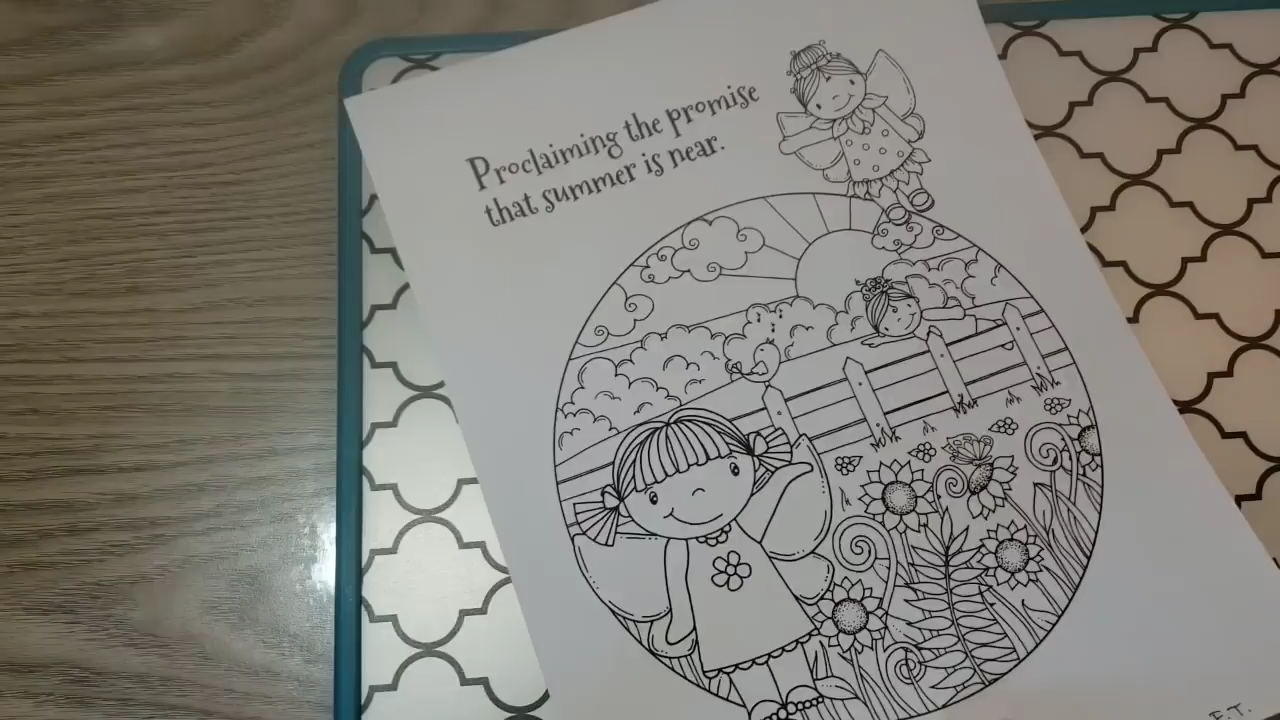 Proclaiming the promise
that summer is near.
E.T.